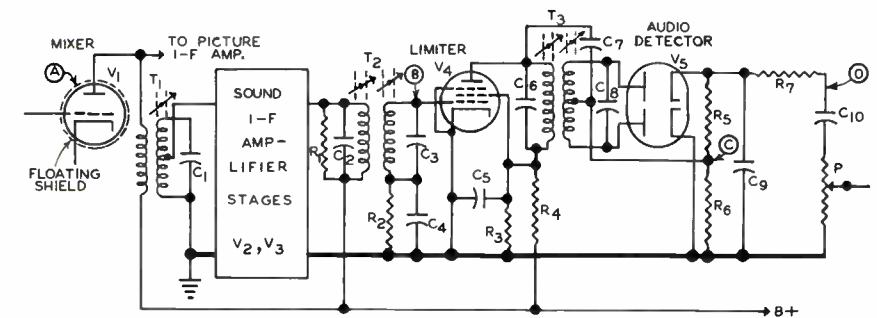 MIXER
V1
A
TO PICTURE
I-F AMP.
T1
C1
FLOATING
SHIELD
SOUND
I-F
AMP-
LIFIER
STAGES
V2, V3
T2
R1
C2
B
C3
R2
C4
LIMITER
V4
C5
R3
R4
T3
C6
C7
C8
AUDIO
DETECTOR
V5
R5
C
R6
C9
R7
D
C10
P
B+